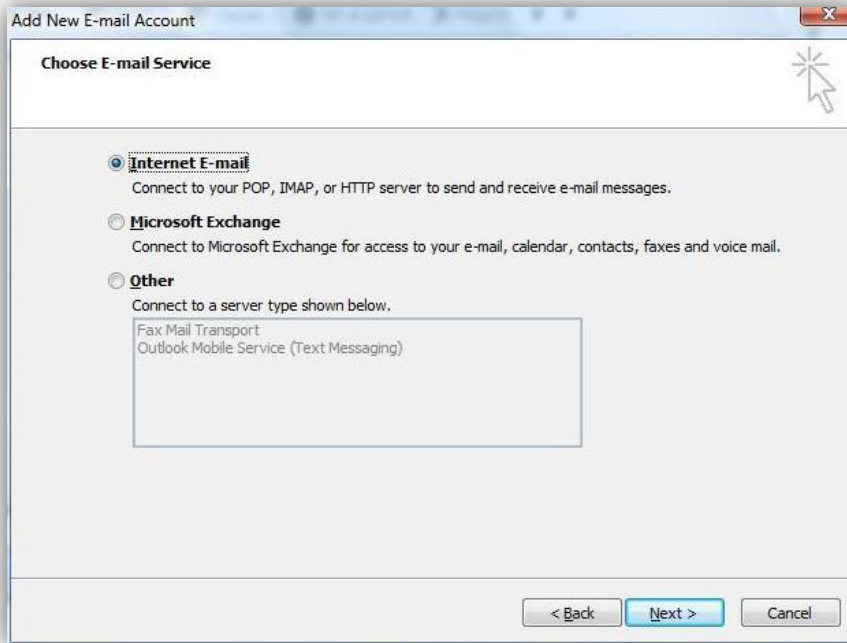 Add New E-mail Account
Choose E-mail Service
Internet E-mail
Connect to your POP, IMAP, or HTTP server to send and receive e-mail messages.
Microsoft Exchange
Connect to Microsoft Exchange for access to your e-mail, calendar, contacts, faxes and voice mail.
Other
Connect to a server type shown below.
Fax Mail Transport
Outlook Mobile Service (Text Messaging)
< Back Next > Cancel